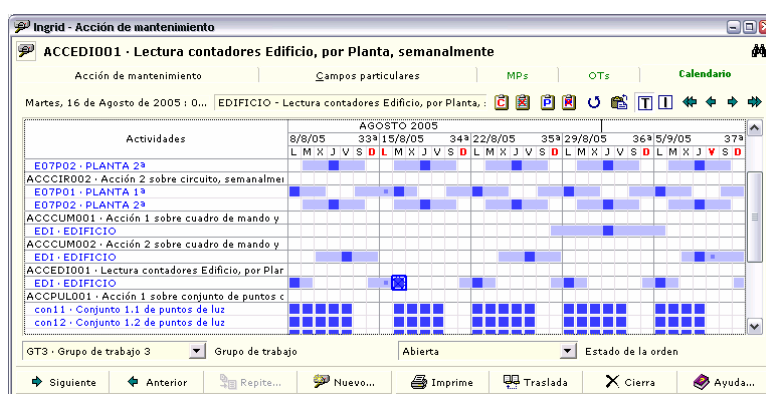 Ingrid - Acción de mantenimiento
ACCEDIO01 · Lectura contadores Edificio, por Planta, semanalmente
Acción de mantenimiento Campos particulares MPs OTs Calendario
Martes, 16 de Agosto de 2005 : 0... EDIFICIO - Lectura contadores Edificio, por Planta, :
AGOSTO 2005
Actividades 8/8/05 33ª 15/8/05 34ª 22/8/05 35ª 29/8/05 36ª 5/9/05 37ª
L M X J V S D L M X J V S D L M X J V S D L M X J V S D L M X J V S D
E07P02 · PLANTA 2ª
ACCCIR002 · Acción 2 sobre circuito, semanalmei
E07P01 · PLANTA 1ª
E07P02 · PLANTA 2ª
ACCCUM001 · Acción 1 sobre cuadro de mando y
EDI · EDIFICIO
ACCCUM002 · Acción 2 sobre cuadro de mando y
EDI · EDIFICIO
ACCEDIO01 · Lectura contadores Edificio, por Plar
EDI · EDIFICIO
ACCPUL001 · Acción 1 sobre conjunto de puntos c
con11 · Conjunto 1.1 de puntos de luz
con12 · Conjunto 1.2 de puntos de luz
GT3 · Grupo de trabajo 3 Grupo de trabajo Abierta Estado de la orden
Siguiente Anterior Repite... Nuevo... Imprime Traslada Cierra Ayuda...